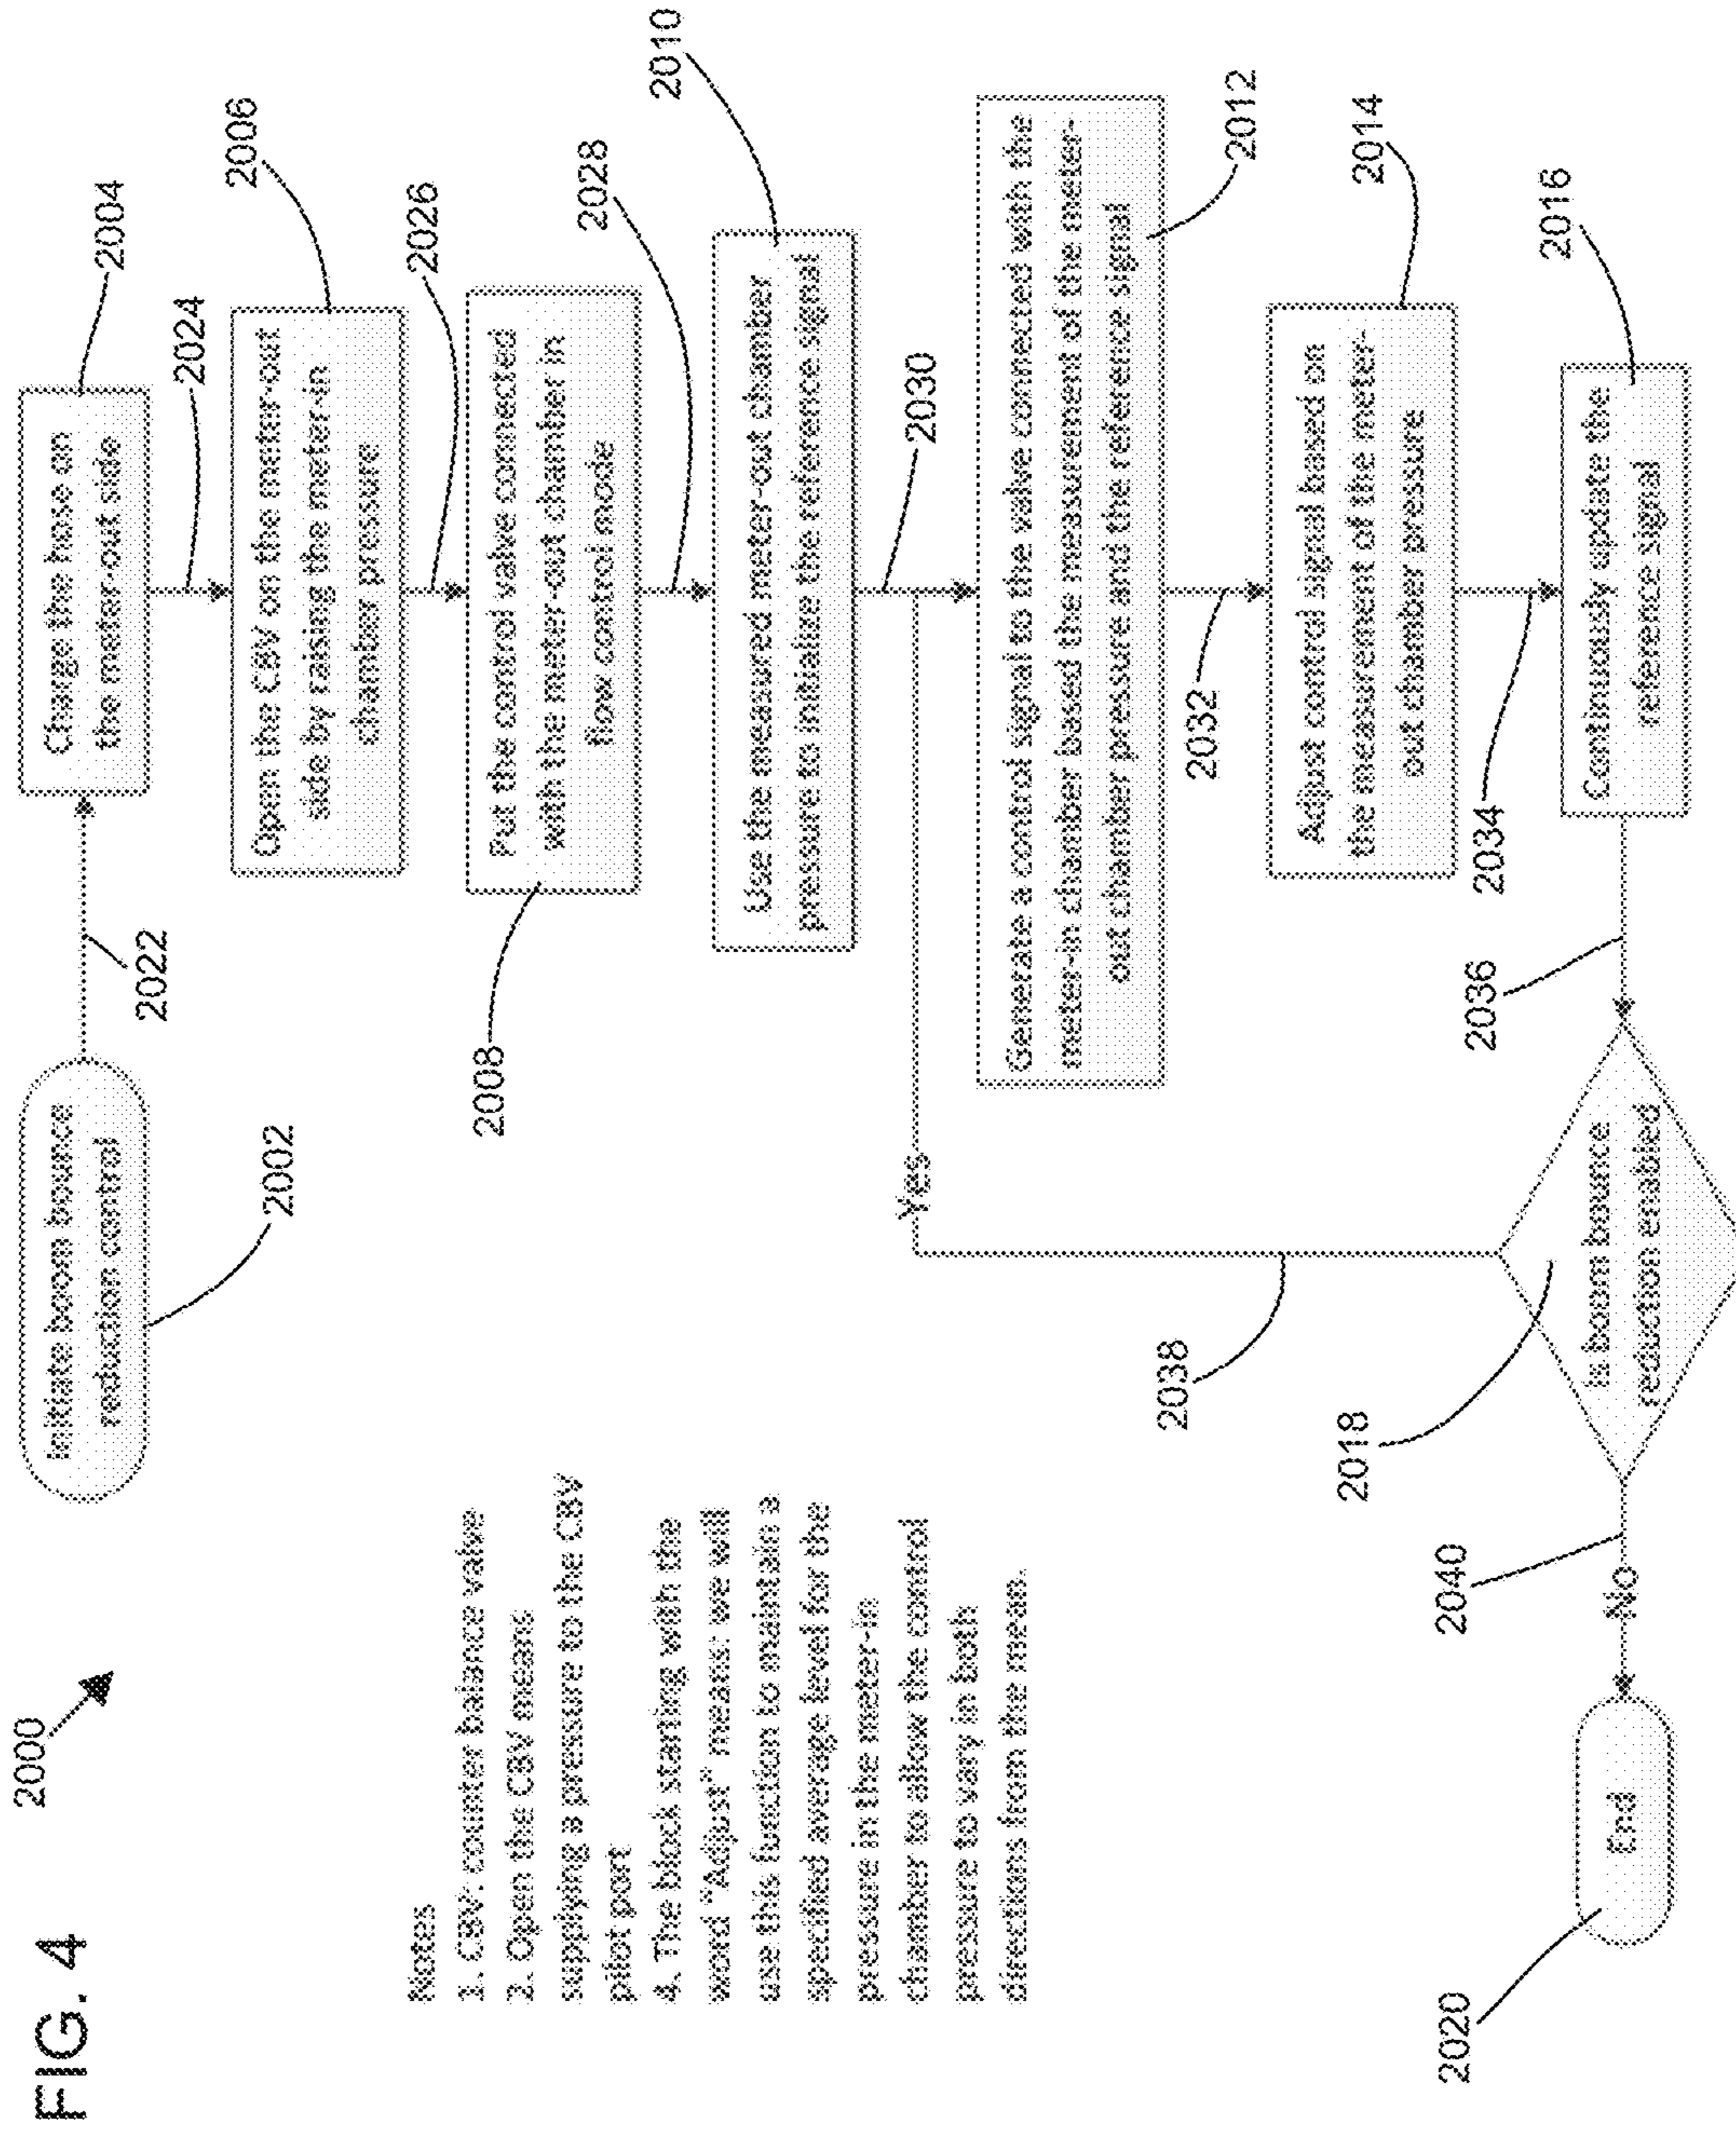 FIG. 4
2000
Initiate boom bounce
reduction control
2002
2022
Charge the hose on
the meter-out side
2004
2024
Open the CBV on the meter-out
side by raising the meter-in
chamber pressure
2006
2026
Put the control valve connected
with the meter-out chamber in
flow control mode
2008
2028
Use the measured meter-out chamber
pressure to initialize the reference signal
2010
2030
Generate a control signal to the valve connected with the
meter-in chamber based the measurement of the meter-
out chamber pressure and the reference signal
2012
2032
Adjust control signal based on
the measurement of the meter-
out chamber pressure
2014
2034
Continuously update the
reference signal
2016
2036
Is boom bounce
reduction enabled
2018
Yes
2038
No
2040
End
2020
Notes
1. CBV: counter balance valve
2. Open the CBV means
supplying a pressure to the CBV
pilot port
4. The block starting with the
word "Adjust" means: we will
use this function to maintain a
specified average level for the
pressure in the meter-in
chamber to allow the control
pressure to vary in both
directions from the mean.